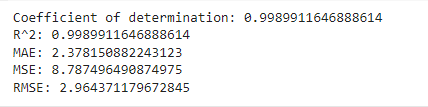 Coefficient of determination: 0.9989911646888614
R^2: 0.9989911646888614
MAE: 2.378150882243123
MSE: 8.787496490874975
RMSE: 2.964371179672845